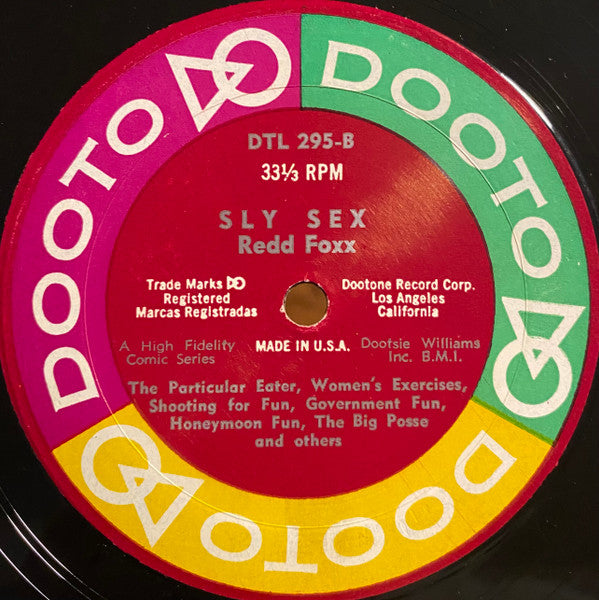 DOOTO
DOOTO
DOOTO
DTL 295-B
33⅓ RPM
SLY SEX
Redd Foxx
Trade Marks DO
Registered
Marcas Registradas
Dootone Record Corp.
Los Angeles
California
A High Fidelity
Comic Series
MADE IN U.S.A.
Dootsie Williams
Inc. B.M.I.
The Particular Eater, Women's Exercises,
Shooting for Fun, Government Fun,
Honeymoon Fun, The Big Posse
and others